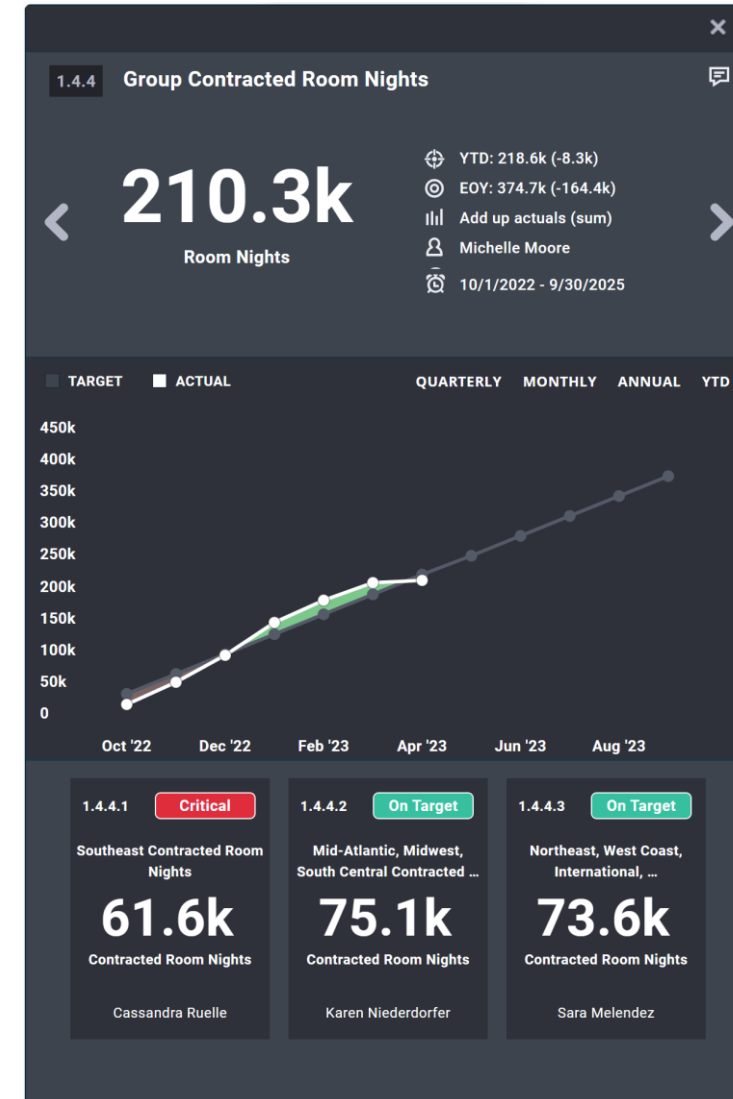 1.4.4 Group Contracted Room Nights
210.3k
Room Nights
YTD: 218.6k (-8.3k)
EOY: 374.7k (-164.4k)
Add up actuals (sum)
Michelle Moore
10/1/2022 - 9/30/2025
TARGET ACTUAL QUARTERLY MONTHLY ANNUAL YTD
450k
400k
350k
300k
250k
200k
150k
100k
50k
0
Oct '22 Dec '22 Feb '23 Apr '23 Jun '23 Aug '23
1.4.4.1 Critical
Southeast Contracted Room
Nights
61.6k
Contracted Room Nights
Cassandra Ruelle
1.4.4.2 On Target
Mid-Atlantic, Midwest,
South Central Contracted ...
75.1k
Contracted Room Nights
Karen Niederdorfer
1.4.4.3 On Target
Northeast, West Coast,
International, ...
73.6k
Contracted Room Nights
Sara Melendez